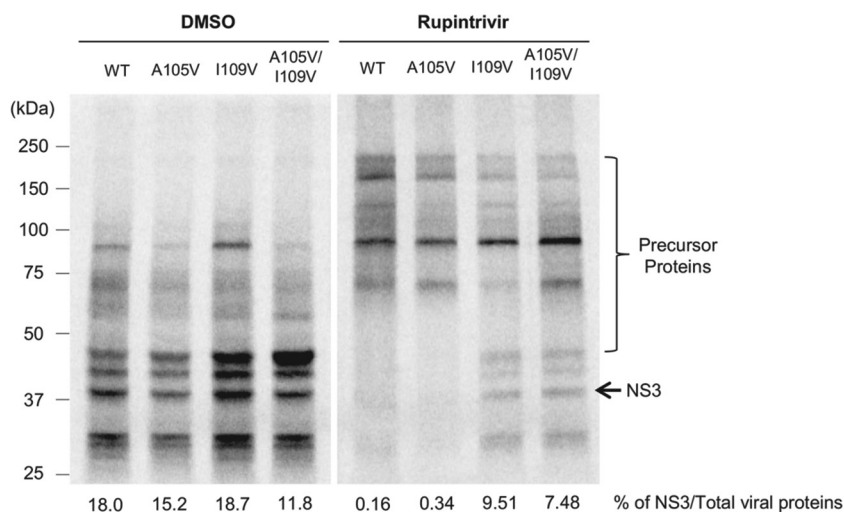 DMSO Rupintrivir
WT A105V I109V A105V/ I109V WT A105V I109V A105V/ I109V
(kDa)
250
150
100
75
50
37
25
Precursor
Proteins
NS3
18.0 15.2 18.7 11.8 0.16 0.34 9.51 7.48 % of NS3/Total viral proteins